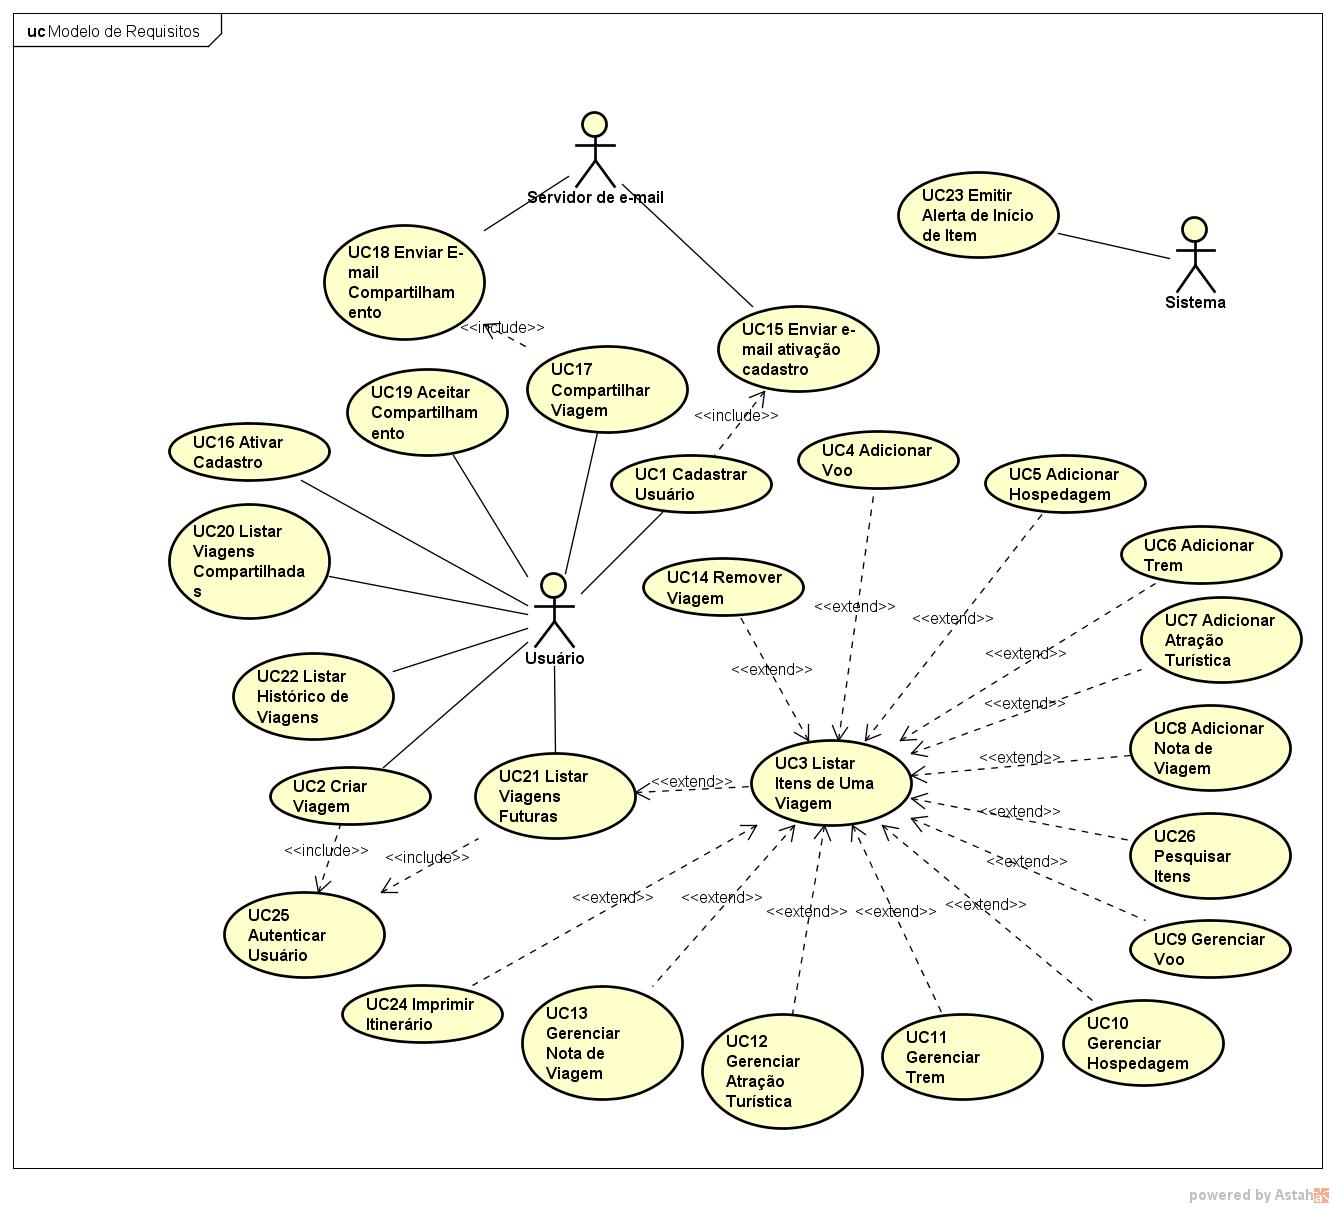 uc Modelo de Requisitos
Servidor de e-mail
UC23 Emitir
Alerta de Início
de Item
Sistema
UC18 Enviar E-
mail
Compartilham
ento
<<include>>
UC15 Enviar e-
mail ativação
cadastro
UC17
Compartilhar
Viagem
UC19 Aceitar
Compartilham
ento
<<include>>
UC16 Ativar
Cadastro
UC1 Cadastrar
Usuário
UC4 Adicionar
Voo
UC5 Adicionar
Hospedagem
UC20 Listar
Viagens
Compartilhada
s
UC6 Adicionar
Trem
UC14 Remover
Viagem
<<extend>>
<<extend>>
UC7 Adicionar
Atração
Turística
<<extend>>
Usuário
<<extend>>
<<extend>>
UC22 Listar
Histórico de
Viagens
UC8 Adicionar
Nota de
Viagem
<<extend>>
UC3 Listar
Itens de Uma
Viagem
UC21 Listar
Viagens
Futuras
<<extend>>
UC2 Criar
Viagem
<<extend>>
UC26
Pesquisar
Itens
<<include>>
<<include>>
<<extend>>
<<extend>>
<<extend>>
<<extend>>
<<extend>>
<<extend>>
UC25
Autenticar
Usuário
UC9 Gerenciar
Voo
UC24 Imprimir
Itinerário
UC13
Gerenciar
Nota de
Viagem
UC12
Gerenciar
Atração
Turística
UC11
Gerenciar
Trem
UC10
Gerenciar
Hospedagem
powered by Astah